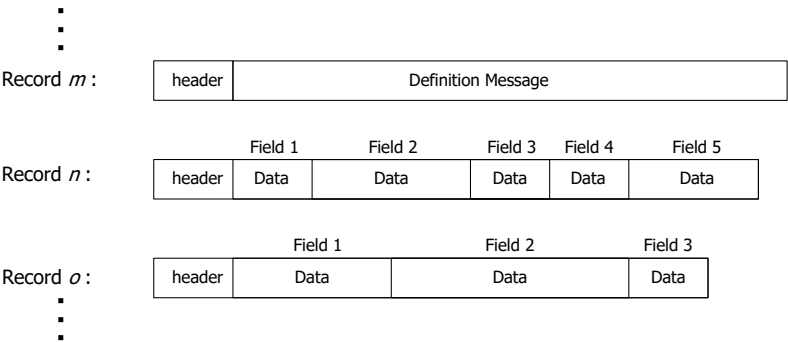 Record m : header Definition Message
Field 1 Field 2 Field 3 Field 4 Field 5
Record n : header Data Data Data Data Data
Field 1 Field 2 Field 3
Record o : header Data Data Data